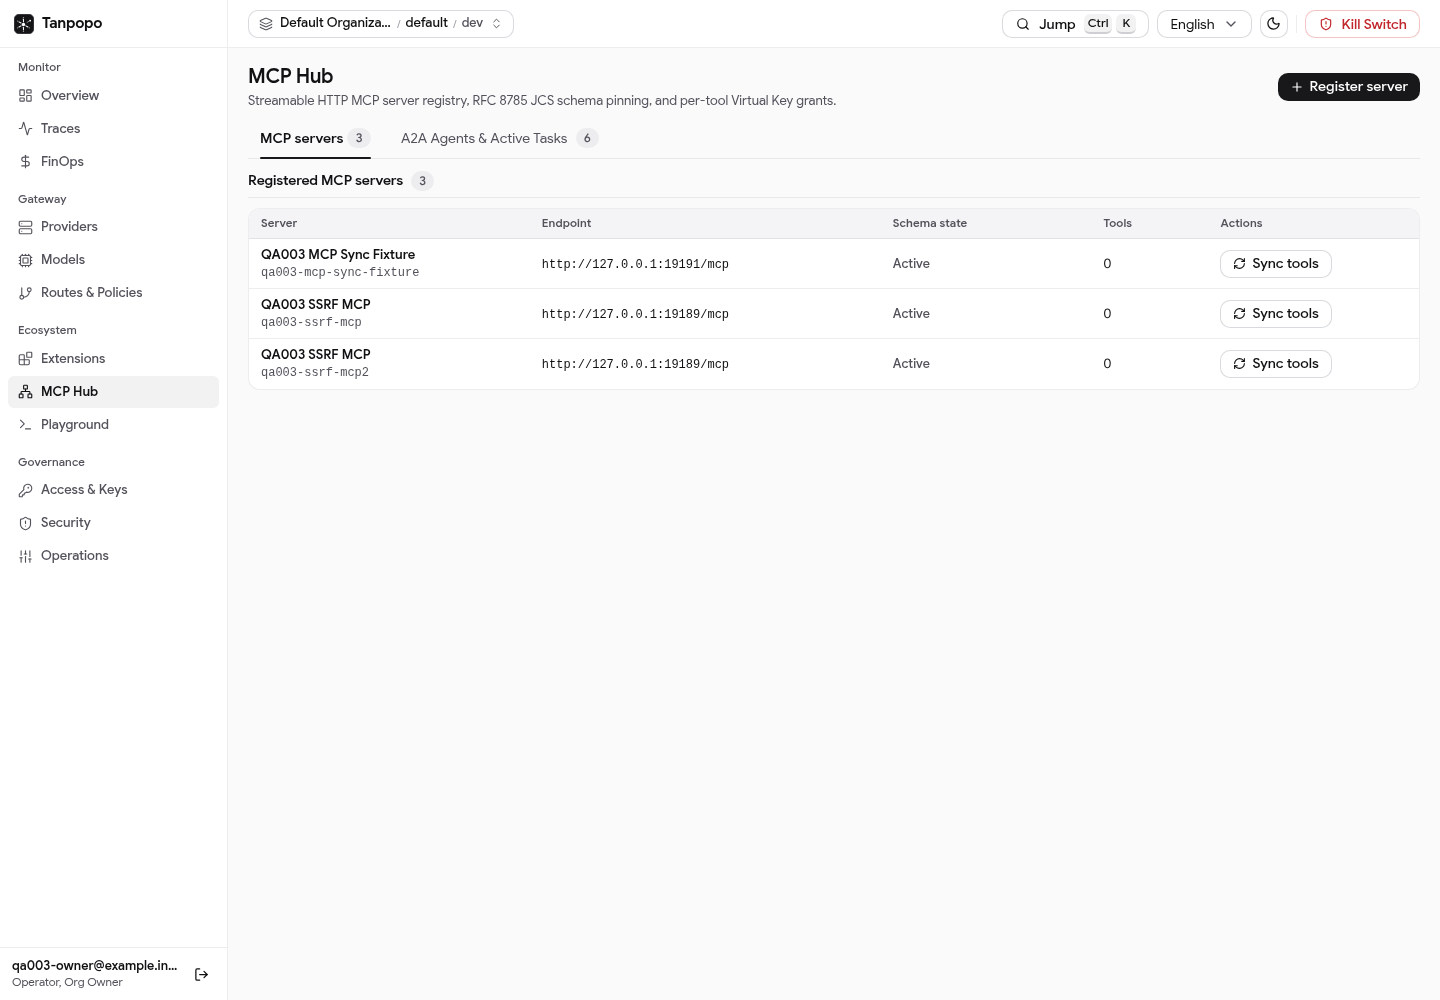 Tanpopo
Default Organiza... / default / dev
Jump Ctrl K
English
Kill Switch
Monitor
Overview
Traces
FinOps
Gateway
Providers
Models
Routes & Policies
Ecosystem
Extensions
MCP Hub
Playground
Governance
Access & Keys
Security
Operations
qa003-owner@example.in...
Operator, Org Owner
MCP Hub
Streamable HTTP MCP server registry, RFC 8785 JCS schema pinning, and per-tool Virtual Key grants.
Register server
MCP servers 3
A2A Agents & Active Tasks 6
Registered MCP servers 3
Server Endpoint Schema state Tools Actions
QA003 MCP Sync Fixture
qa003-mcp-sync-fixture
http://127.0.0.1:19191/mcp Active 0 Sync tools
QA003 SSRF MCP
qa003-ssrf-mcp
http://127.0.0.1:19189/mcp Active 0 Sync tools
QA003 SSRF MCP
qa003-ssrf-mcp2
http://127.0.0.1:19189/mcp Active 0 Sync tools